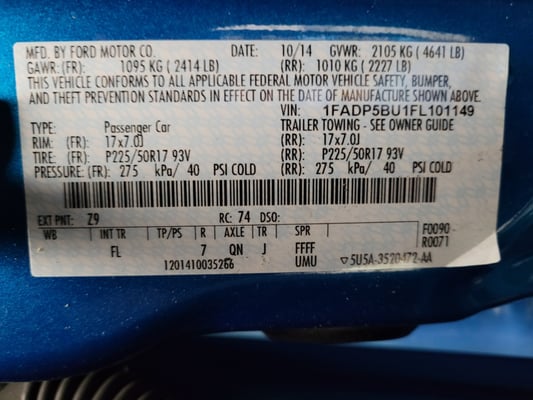 MFD. BY FORD MOTOR CO. DATE: 10/14 GVWR: 2105 KG ( 4641 LB)
GAWR: (FR): 1095 KG ( 2414 LB) (RR): 1010 KG ( 2227 LB)
THIS VEHICLE CONFORMS TO ALL APPLICABLE FEDERAL MOTOR VEHICLE SAFETY, BUMPER,
AND THEFT PREVENTION STANDARDS IN EFFECT ON THE DATE OF MANUFACTURE SHOWN ABOVE.
VIN: 1FADP5BU1FL101149
TYPE: Passenger Car TRAILER TOWING - SEE OWNER GUIDE
RIM: (FR): 17x7.0J (RR): 17x7.0J
TIRE: (FR): P225/50R17 93V (RR): P225/50R17 93V
PRESSURE: (FR): 275 kPa/ 40 PSI COLD (RR): 275 kPa/ 40 PSI COLD
EXT PNT: Z9 RC: 74 DSO:
WB INT TR TP/PS R AXLE TR SPR F0090
FL 7 QN J FFFF R0071
1201410035266 UMU ▽5U5A-3520472-AA